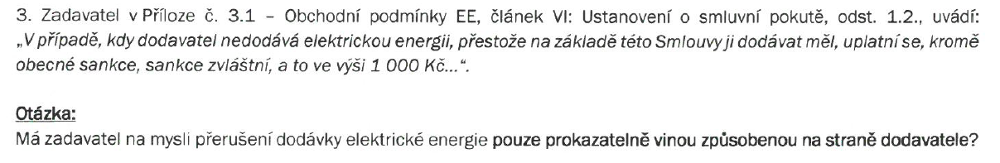 3. Zadavatel v Příloze č. 3.1 – Obchodní podmínky EE, článek VI: Ustanovení o smluvní pokutě, odst. 1.2., uvádí:
„V případě, kdy dodavatel nedodává elektrickou energii, přestože na základě této Smlouvy ji dodávat měl, uplatní se, kromě
obecné sankce, sankce zvláštní, a to ve výši 1 000 Kč...“.
Otázka:
Má zadavatel na mysli přerušení dodávky elektrické energie pouze prokazatelně vinou způsobenou na straně dodavatele?